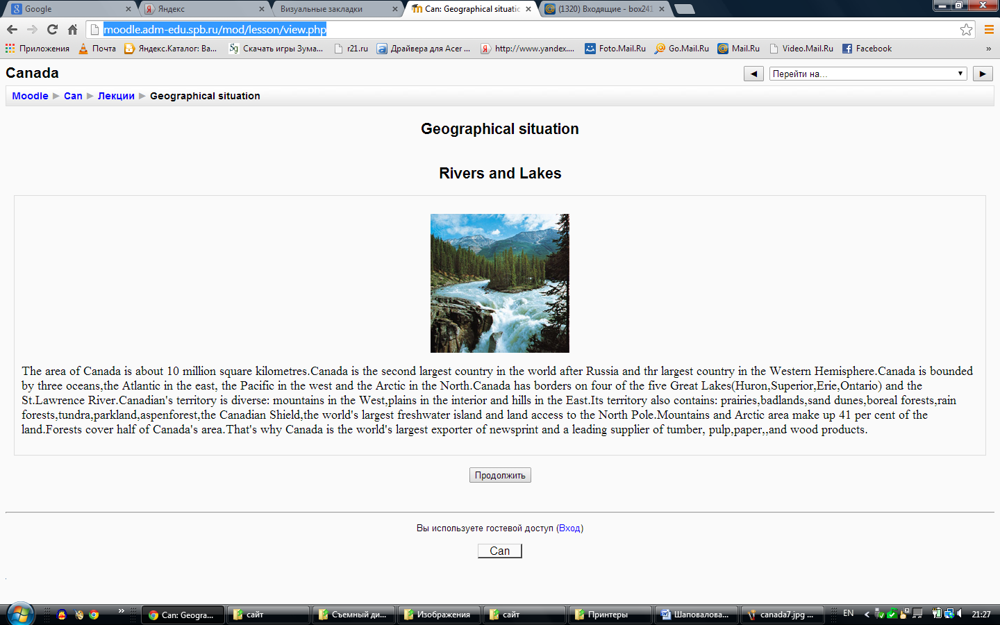 Google
Яндекс
Визуальные закладки
Can: Geographical situatio
(1320) Входящие - box241
moodle.adm-edu.spb.ru/mod/lesson/view.php
Приложения
Почта
Яндекс.Каталог: Ba...
Скачать игры Зума...
r21.ru
Драйвера для Acer ...
http://www.yandex....
Foto.Mail.Ru
Go.Mail.Ru
Mail.Ru
Video.Mail.Ru
Facebook
»
Canada
Перейти на...
Moodle ► Can ► Лекции ► Geographical situation
Geographical situation
Rivers and Lakes
The area of Canada is about 10 million square kilometres.Canada is the second largest country in the world after Russia and thr largest country in the Western Hemisphere.Canada is bounded
by three oceans,the Atlantic in the east, the Pacific in the west and the Arctic in the North.Canada has borders on four of the five Great Lakes(Huron,Superior,Erie,Ontario) and the
St.Lawrence River.Canadian's territory is diverse: mountains in the West,plains in the interior and hills in the East.Its territory also contains: prairies,badlands,sand dunes,boreal forests,rain
forests,tundra,parkland,aspenforest,the Canadian Shield,the world's largest freshwater island and land access to the North Pole.Mountains and Arctic area make up 41 per cent of the
land.Forests cover half of Canada's area.That's why Canada is the world's largest exporter of newsprint and a leading supplier of tumber, pulp,paper,,and wood products.
Продолжить
Вы используете гостевой доступ (Вход)
Can
.
»
Can: Geogra...
сайт
Съемный ди...
Изображения
сайт
Принтеры
Шаповалова...
canada7.jpg ...
EN
21:27